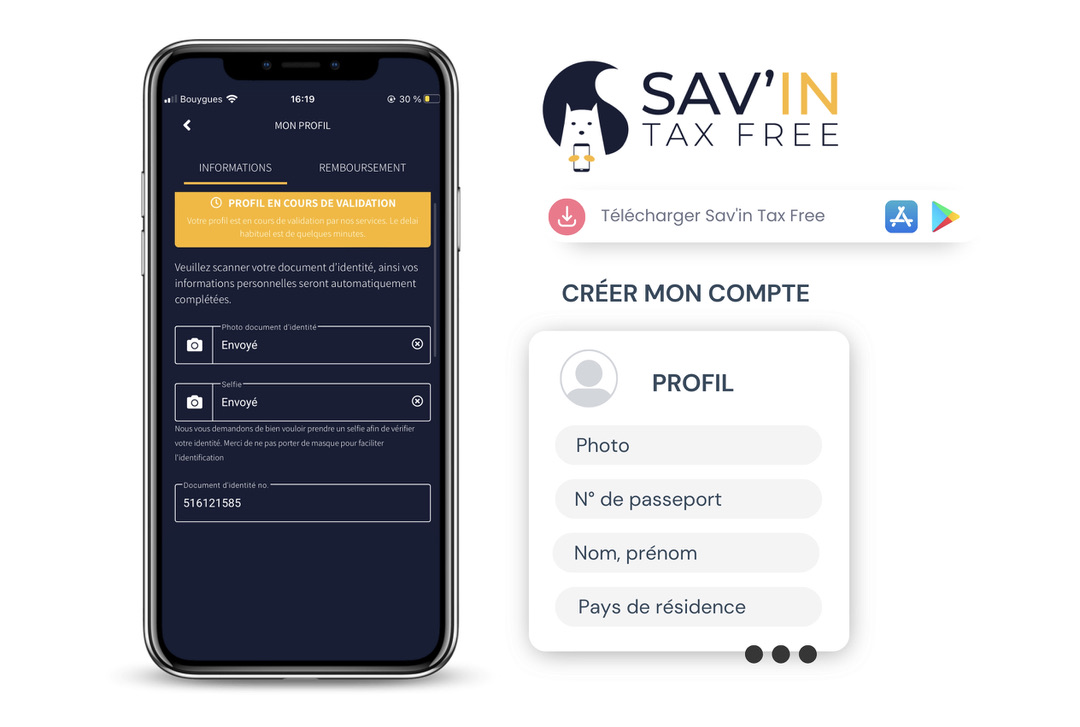 Bouygues
16:19
30 %
MON PROFIL
INFORMATIONS
REMBOURSEMENT
PROFIL EN COURS DE VALIDATION
Votre profil est en cours de validation par nos services. Le delai
habituel est de quelques minutes.
Veuillez scanner votre document d'identité, ainsi vos
informations personnelles seront automatiquement
complétées.
Photo document d'identité
Envoyé
Selfie
Envoyé
Nous vous demandons de bien vouloir prendre un selfie afin de vérifier
votre identité. Merci de ne pas porter de masque pour faciliter
l'identification
Document d'identité no.
516121585
SAV'IN
TAX FREE
Télécharger Sav'in Tax Free
CRÉER MON COMPTE
PROFIL
Photo
N° de passeport
Nom, prénom
Pays de résidence